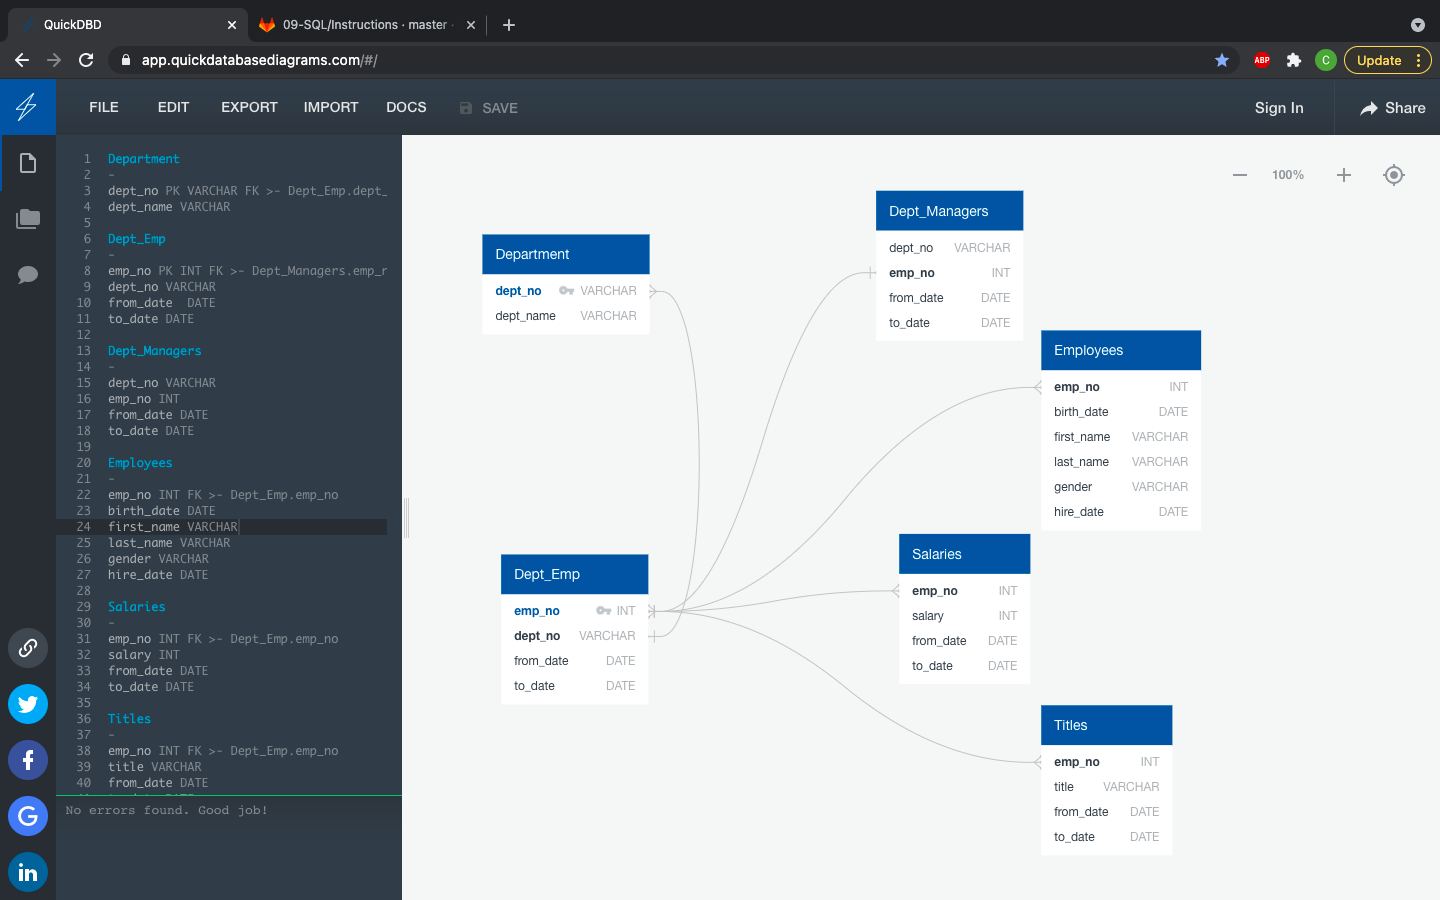 QuickDBD
09-SQL/Instructions · master ·
app.quickdatabasediagrams.com/#/
ABP
C
Update
FILE EDIT EXPORT IMPORT DOCS SAVE
Sign In
Share
1 Department
2 -
3 dept_no PK VARCHAR FK >- Dept_Emp.dept_
4 dept_name VARCHAR
5
6 Dept_Emp
7 -
8 emp_no PK INT FK >- Dept_Managers.emp_r
9 dept_no VARCHAR
10 from_date  DATE
11 to_date DATE
12
13 Dept_Managers
14 -
15 dept_no VARCHAR
16 emp_no INT
17 from_date DATE
18 to_date DATE
19
20 Employees
21 -
22 emp_no INT FK >- Dept_Emp.emp_no
23 birth_date DATE
24 first_name VARCHAR
25 last_name VARCHAR
26 gender VARCHAR
27 hire_date DATE
28
29 Salaries
30 -
31 emp_no INT FK >- Dept_Emp.emp_no
32 salary INT
33 from_date DATE
34 to_date DATE
35
36 Titles
37 -
38 emp_no INT FK >- Dept_Emp.emp_no
39 title VARCHAR
40 from_date DATE
No errors found. Good job!
100%
Department
dept_no VARCHAR
dept_name VARCHAR
Dept_Managers
dept_no VARCHAR
emp_no INT
from_date DATE
to_date DATE
Employees
emp_no INT
birth_date DATE
first_name VARCHAR
last_name VARCHAR
gender VARCHAR
hire_date DATE
Dept_Emp
emp_no INT
dept_no VARCHAR
from_date DATE
to_date DATE
Salaries
emp_no INT
salary INT
from_date DATE
to_date DATE
Titles
emp_no INT
title VARCHAR
from_date DATE
to_date DATE